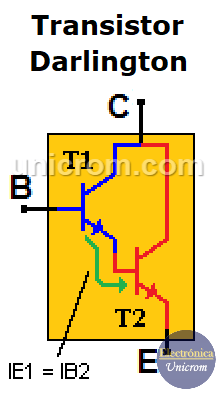 Transistor
Darlington
C
unicrom.com
T1
B
T2
IE1 = IB2
E
Electrónica
Unicrom